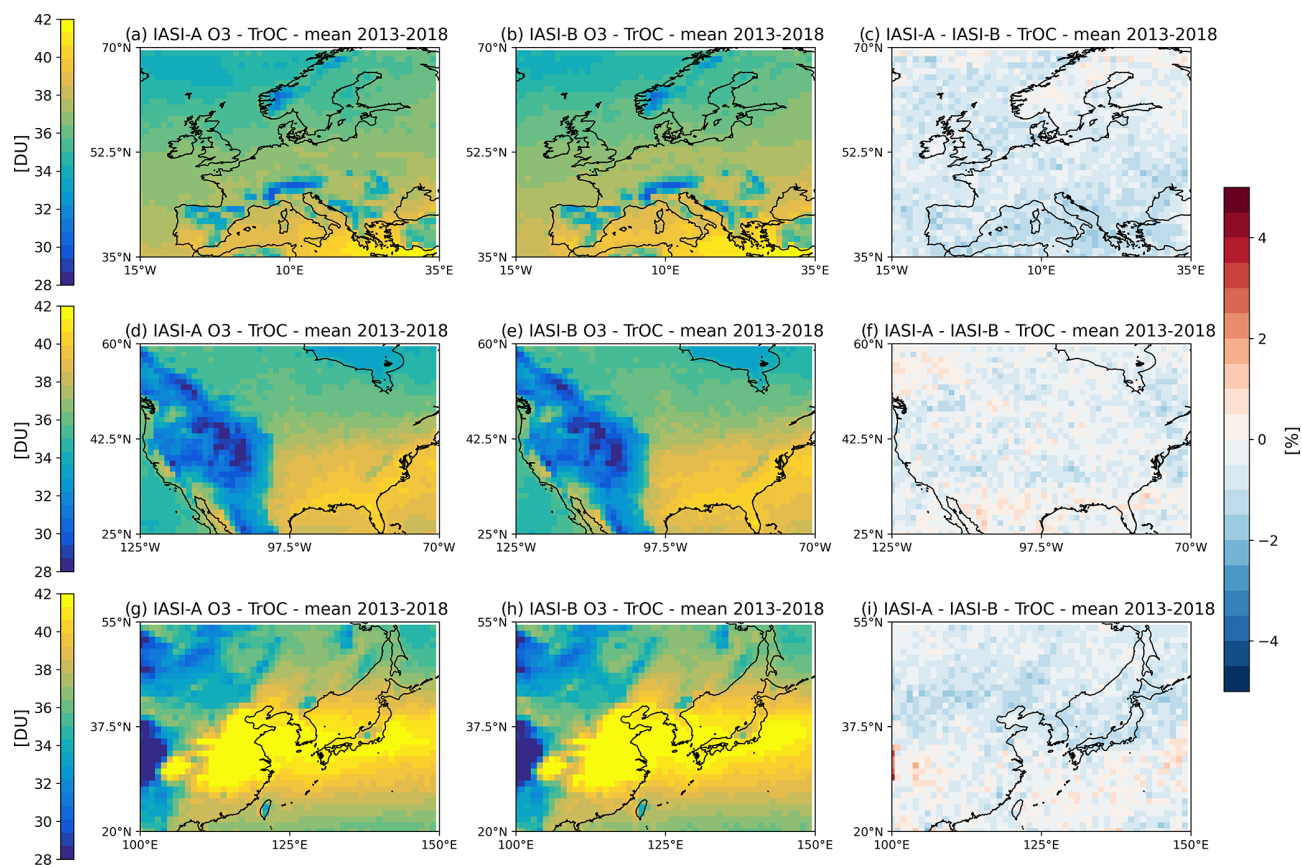 (a) IASI-A O3 - TrOC - mean 2013-2018
(b) IASI-B O3 - TrOC - mean 2013-2018
(c) IASI-A - IASI-B - TrOC - mean 2013-2018
42
40
38
36
34
32
30
28
[DU]
70°N
52.5°N
35°N
15°W
10°E
35°E
70°N
52.5°N
35°N
15°W
10°E
35°E
70°N
52.5°N
35°N
15°W
10°E
35°E
(d) IASI-A O3 - TrOC - mean 2013-2018
(e) IASI-B O3 - TrOC - mean 2013-2018
(f) IASI-A - IASI-B - TrOC - mean 2013-2018
42
40
38
36
34
32
30
28
[DU]
60°N
42.5°N
25°N
125°W
97.5°W
70°W
60°N
42.5°N
25°N
125°W
97.5°W
70°W
60°N
42.5°N
25°N
125°W
97.5°W
70°W
4
2
0
−2
−4
[%]
(g) IASI-A O3 - TrOC - mean 2013-2018
(h) IASI-B O3 - TrOC - mean 2013-2018
(i) IASI-A - IASI-B - TrOC - mean 2013-2018
42
40
38
36
34
32
30
28
[DU]
55°N
37.5°N
20°N
100°E
125°E
150°E
55°N
37.5°N
20°N
100°E
125°E
150°E
55°N
37.5°N
20°N
100°E
125°E
150°E